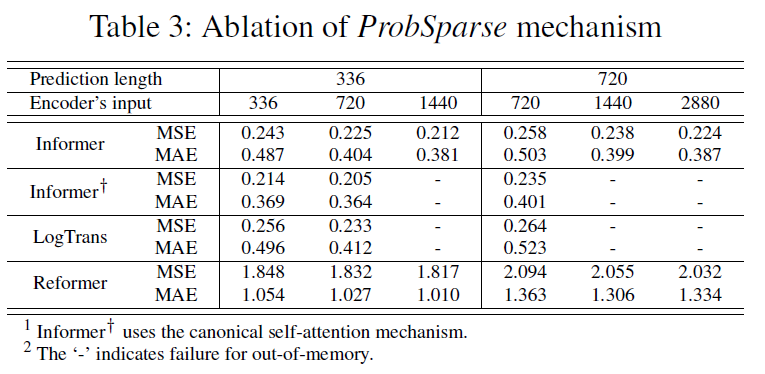 Table 3: Ablation of ProbSparse mechanism
Prediction length 336 720
Encoder's input 336 720 1440 720 1440 2880
Informer MSE 0.243 0.225 0.212 0.258 0.238 0.224
MAE 0.487 0.404 0.381 0.503 0.399 0.387
Informer† MSE 0.214 0.205 - 0.235 - -
MAE 0.369 0.364 - 0.401 - -
LogTrans MSE 0.256 0.233 - 0.264 - -
MAE 0.496 0.412 - 0.523 - -
Reformer MSE 1.848 1.832 1.817 2.094 2.055 2.032
MAE 1.054 1.027 1.010 1.363 1.306 1.334
1 Informer† uses the canonical self-attention mechanism.
2 The ‘-’ indicates failure for out-of-memory.